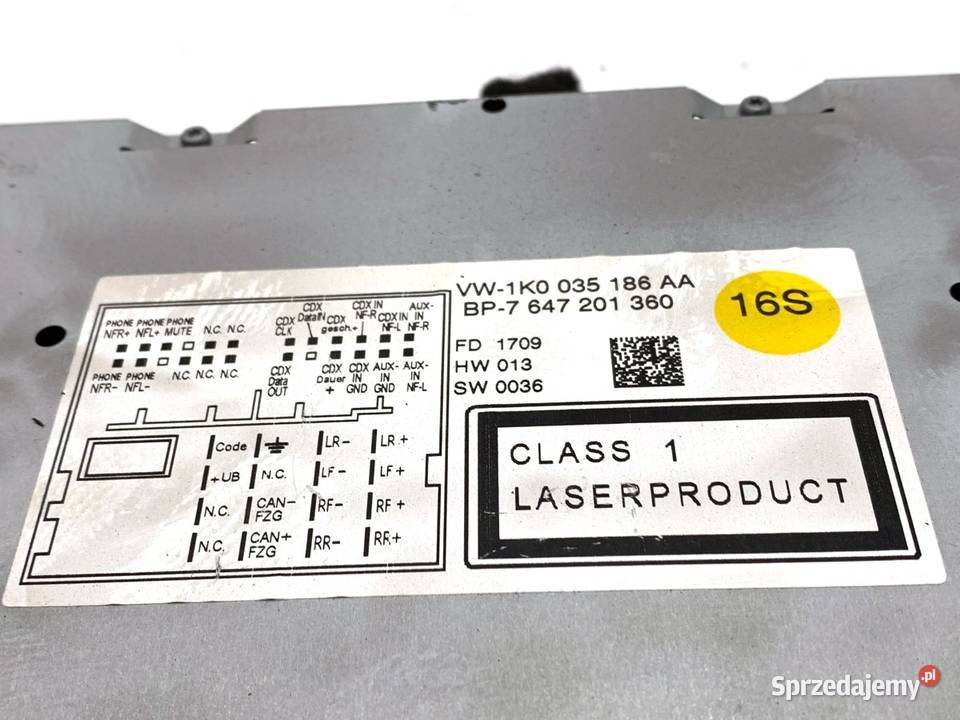 VW-1K0 035 186 AA
BP-7 647 201 360
16S
FD 1709
HW 013
SW 0036
CLASS 1
LASERPRODUCT
PHONE PHONE PHONE
NFR+ NFL+ MUTE N.C. N.C.
PHONE PHONE
NFR- NFL- N.C. N.C. N.C.
CDX CLK
CDX DataIN
CDX gesch.+
CDX IN NF-R
CDX IN NF-L
AUX-IN NF-R
CDX Data OUT
CDX Dauer +
CDX IN GND
AUX-IN GND
AUX-IN NF-L
Code LR- LR+
+UB N.C. LF- LF+
N.C. CAN- FZG RF- RF+
N.C. CAN+ FZG RR- RR+
Sprzedajemy.pl